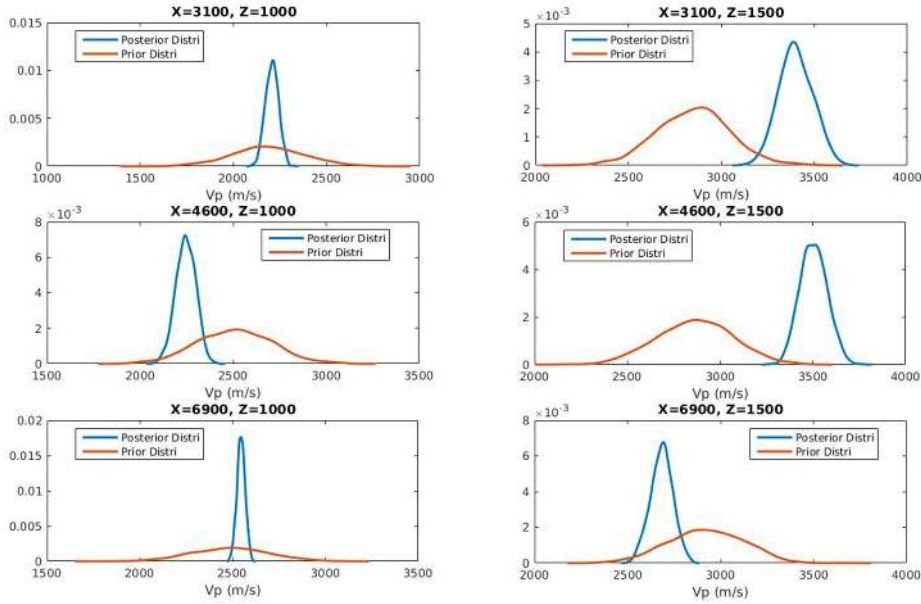 X=3100, Z=1000
0.015
0.01
0.005
0
Posterior Distri
Prior Distri
1000 1500 2000 2500 3000
Vp (m/s)
X=3100, Z=1500
×10⁻³
5
4
3
2
1
0
Posterior Distri
Prior Distri
2000 2500 3000 3500 4000
Vp (m/s)
X=4600, Z=1000
×10⁻³
8
6
4
2
0
Posterior Distri
Prior Distri
1500 2000 2500 3000 3500
Vp (m/s)
X=4600, Z=1500
×10⁻³
6
4
2
0
Posterior Distri
Prior Distri
2000 2500 3000 3500 4000
Vp (m/s)
X=6900, Z=1000
0.02
0.015
0.01
0.005
0
Posterior Distri
Prior Distri
1500 2000 2500 3000 3500
Vp (m/s)
X=6900, Z=1500
×10⁻³
8
6
4
2
0
Posterior Distri
Prior Distri
2000 2500 3000 3500 4000
Vp (m/s)